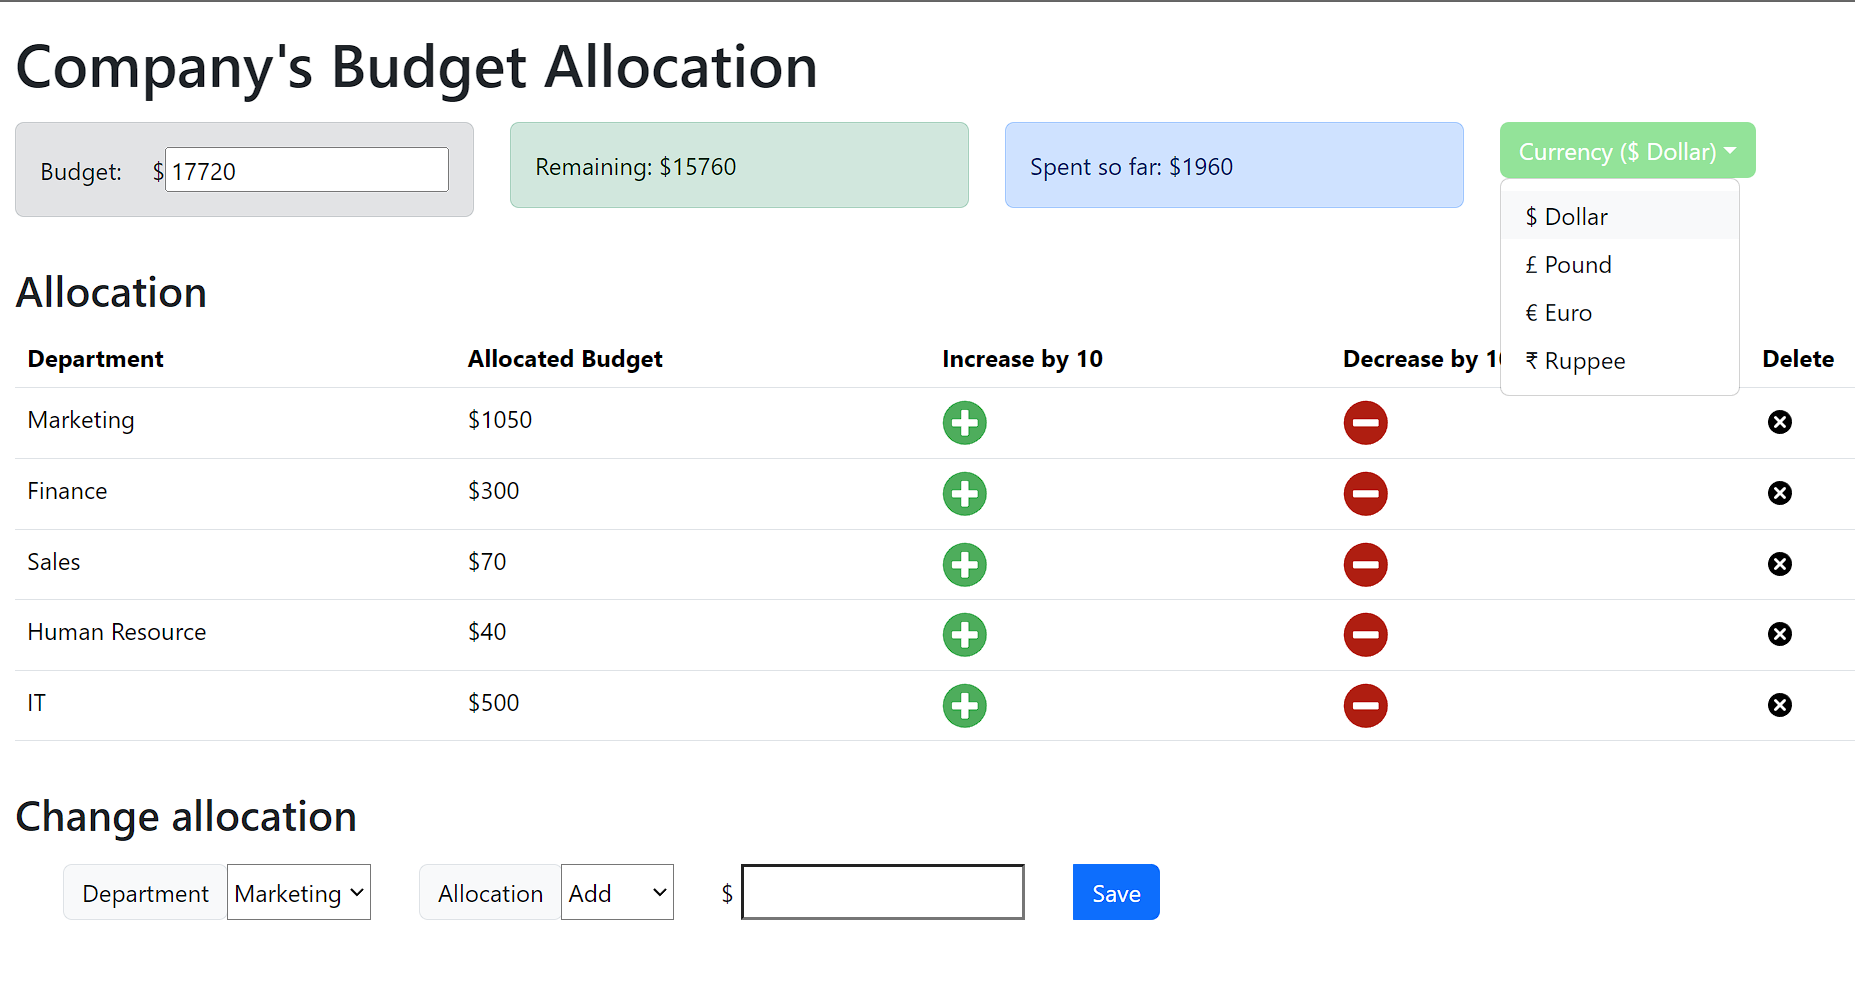 Company's Budget Allocation
Budget: $ 17720
Remaining: $15760
Spent so far: $1960
Currency ($ Dollar)
$ Dollar
£ Pound
€ Euro
₹ Ruppee
Allocation
Department Allocated Budget Increase by 10 Decrease by 10 Delete
Marketing $1050
Finance $300
Sales $70
Human Resource $40
IT $500
Change allocation
Department Marketing Allocation Add $ Save